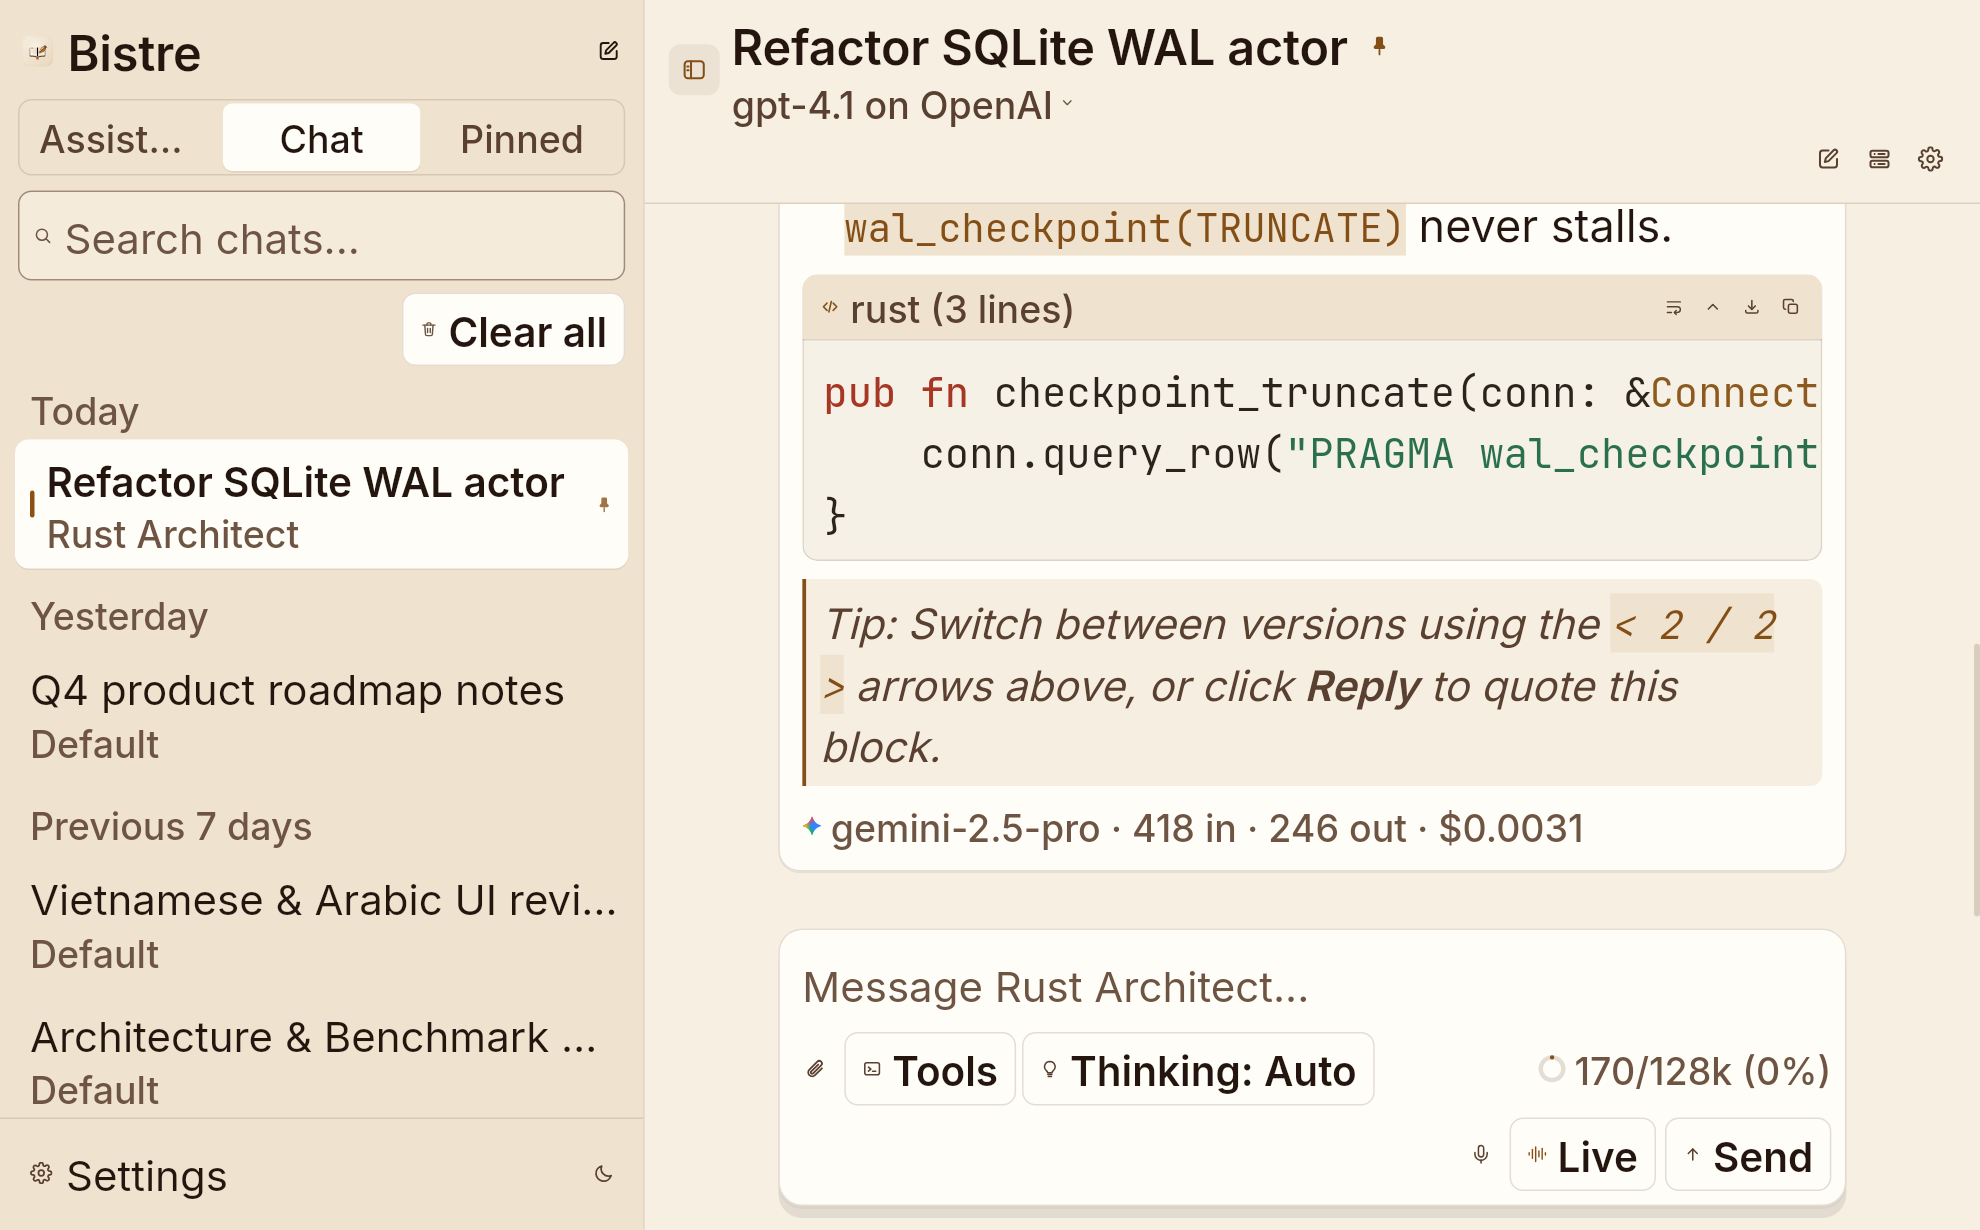 Bistre
Assist...
Chat
Pinned
Search chats...
Clear all
Today
Refactor SQLite WAL actor
Rust Architect
Yesterday
Q4 product roadmap notes
Default
Previous 7 days
Vietnamese & Arabic UI revi...
Default
Architecture & Benchmark ...
Default
Settings
Refactor SQLite WAL actor
gpt-4.1 on OpenAI
wal_checkpoint(TRUNCATE) never stalls.
rust (3 lines)
pub fn checkpoint_truncate(conn: &Connect
    conn.query_row("PRAGMA wal_checkpoint
}
Tip: Switch between versions using the < 2 / 2
> arrows above, or click Reply to quote this
block.
gemini-2.5-pro · 418 in · 246 out · $0.0031
Message Rust Architect...
Tools
Thinking: Auto
170/128k (0%)
Live
Send